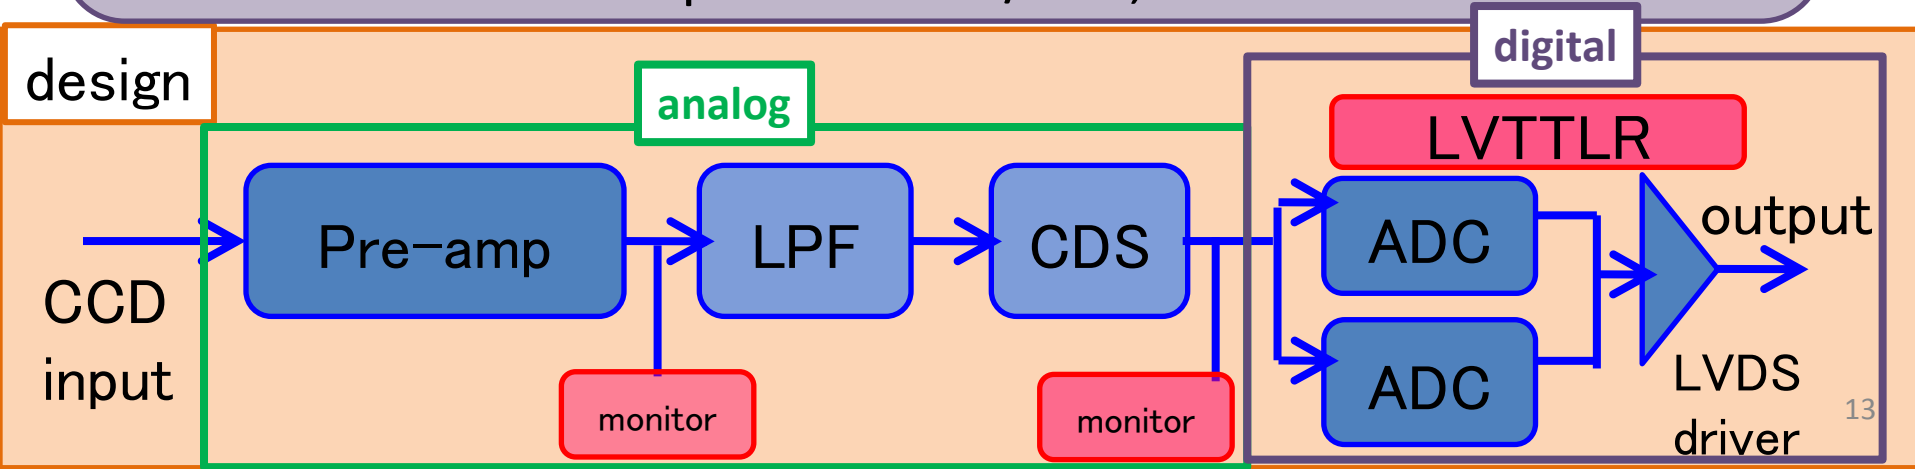 design
analog
digital
LVTTLR
Pre-amp
LPF
CDS
ADC
ADC
output
CCD
input
monitor
monitor
LVDS
driver
13